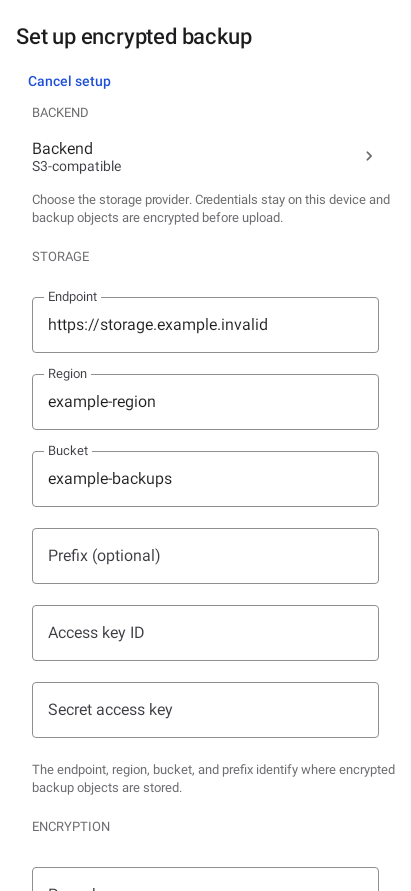 Set up encrypted backup
Cancel setup
BACKEND
Backend
S3-compatible
Choose the storage provider. Credentials stay on this device and
backup objects are encrypted before upload.
STORAGE
Endpoint
https://storage.example.invalid
Region
example-region
Bucket
example-backups
Prefix (optional)
Access key ID
Secret access key
The endpoint, region, bucket, and prefix identify where encrypted
backup objects are stored.
ENCRYPTION